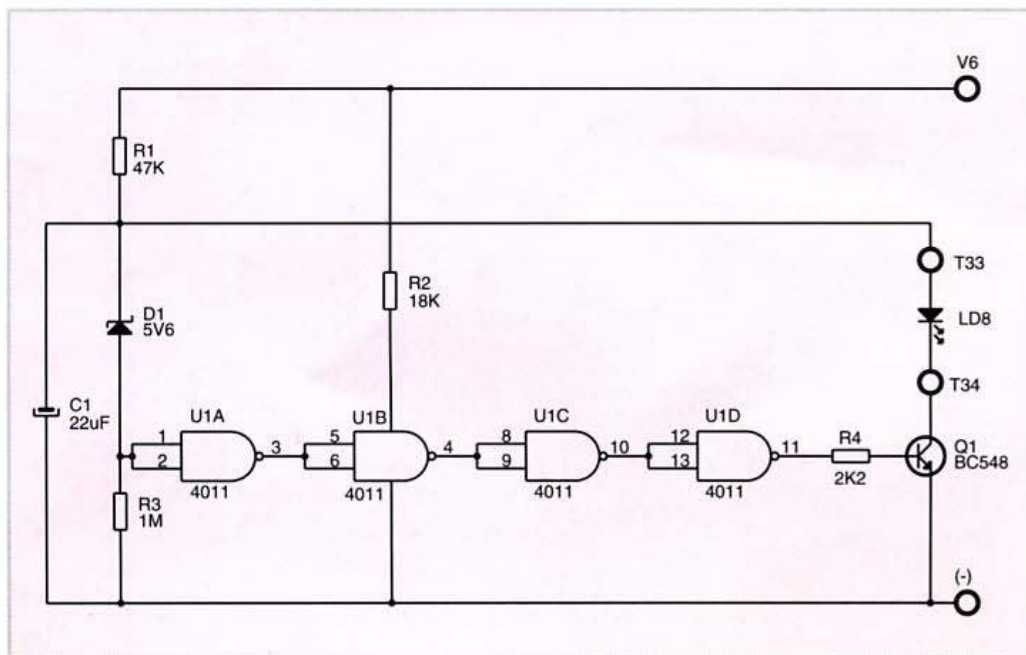 V6
R1
47K
T33
R2
18K
D1
5V6
LD8
T34
C1
22uF
U1A
U1B
U1C
U1D
1
2
3
5
6
4
8
9
10
12
13
11
R4
2K2
Q1
BC548
4011
4011
4011
4011
R3
1M
(-)